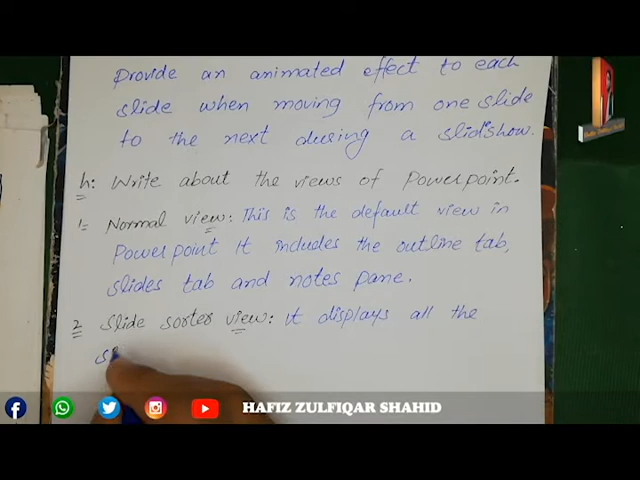 Provide an animated effect to each
slide when moving from one slide
to the next during a slidshow.
h: Write about the views of Powerpoint.
1= Normal view: This is the default view in
Powerpoint It includes the outline tab,
slides tab and notes pane.
2 Slide sorter view: It displays all the
HAFIZ ZULFIQAR SHAHID